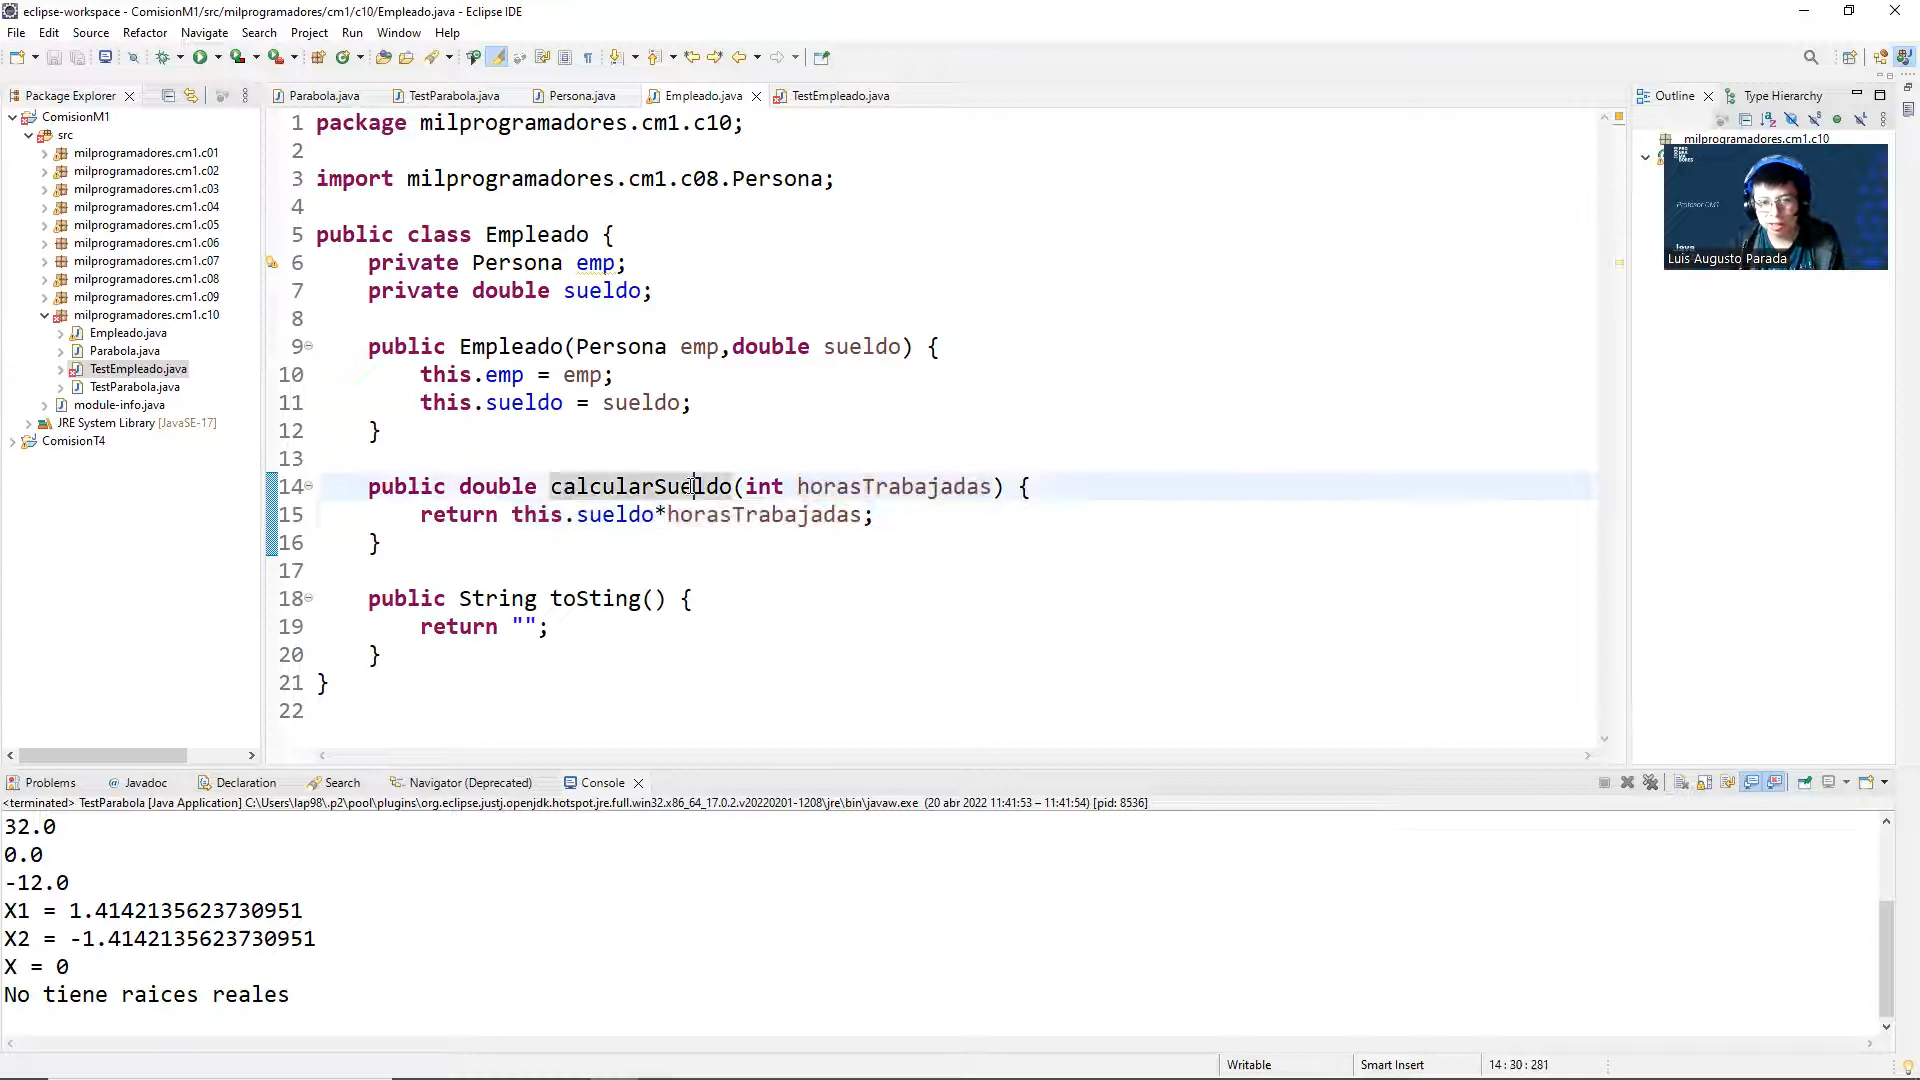 eclipse-workspace - ComisionM1/src/milprogramadores/cm1/c10/Empleado.java - Eclipse IDE
File Edit Source Refactor Navigate Search Project Run Window Help
Package Explorer
Parabola.java TestParabola.java Persona.java Empleado.java TestEmpleado.java
Outline Type Hierarchy
ComisionM1
src
milprogramadores.cm1.c01
milprogramadores.cm1.c02
milprogramadores.cm1.c03
milprogramadores.cm1.c04
milprogramadores.cm1.c05
milprogramadores.cm1.c06
milprogramadores.cm1.c07
milprogramadores.cm1.c08
milprogramadores.cm1.c09
milprogramadores.cm1.c10
Empleado.java
Parabola.java
TestEmpleado.java
TestParabola.java
module-info.java
JRE System Library [JavaSE-17]
ComisionT4
1 package milprogramadores.cm1.c10;
2
3 import milprogramadores.cm1.c08.Persona;
4
5 public class Empleado {
6 private Persona emp;
7 private double sueldo;
8
9 public Empleado(Persona emp,double sueldo) {
10 this.emp = emp;
11 this.sueldo = sueldo;
12 }
13
14 public double calcularSueldo(int horasTrabajadas) {
15 return this.sueldo*horasTrabajadas;
16 }
17
18 public String toSting() {
19 return "";
20 }
21 }
22
milprogramadores.cm1.c10
Profesor CM1
Java
Luis Augusto Parada
Problems Javadoc Declaration Search Navigator (Deprecated) Console
<terminated> TestParabola [Java Application] C:\Users\lap98\.p2\pool\plugins\org.eclipse.justj.openjdk.hotspot.jre.full.win32.x86_64_17.0.2.v20220201-1208\jre\bin\javaw.exe (20 abr 2022 11:41:53 – 11:41:54) [pid: 8536]
32.0
0.0
-12.0
X1 = 1.4142135623730951
X2 = -1.4142135623730951
X = 0
No tiene raices reales
Writable Smart Insert 14:30:281